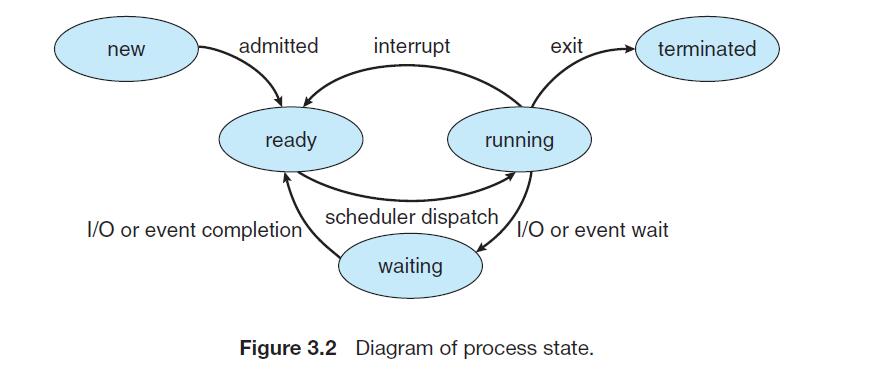 new
admitted
interrupt
exit
terminated
ready
running
scheduler dispatch
I/O or event completion
I/O or event wait
waiting
Figure 3.2 Diagram of process state.